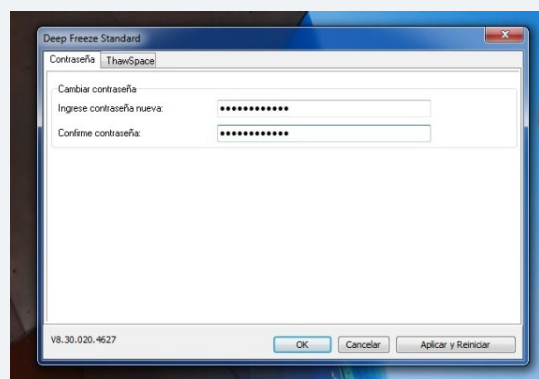 Deep Freeze Standard
Contraseña ThawSpace
Cambiar contraseña
Ingrese contraseña nueva: ••••••••••••
Confirme contraseña: ••••••••••••
V8.30.020.4627 OK Cancelar Aplicar y Reiniciar